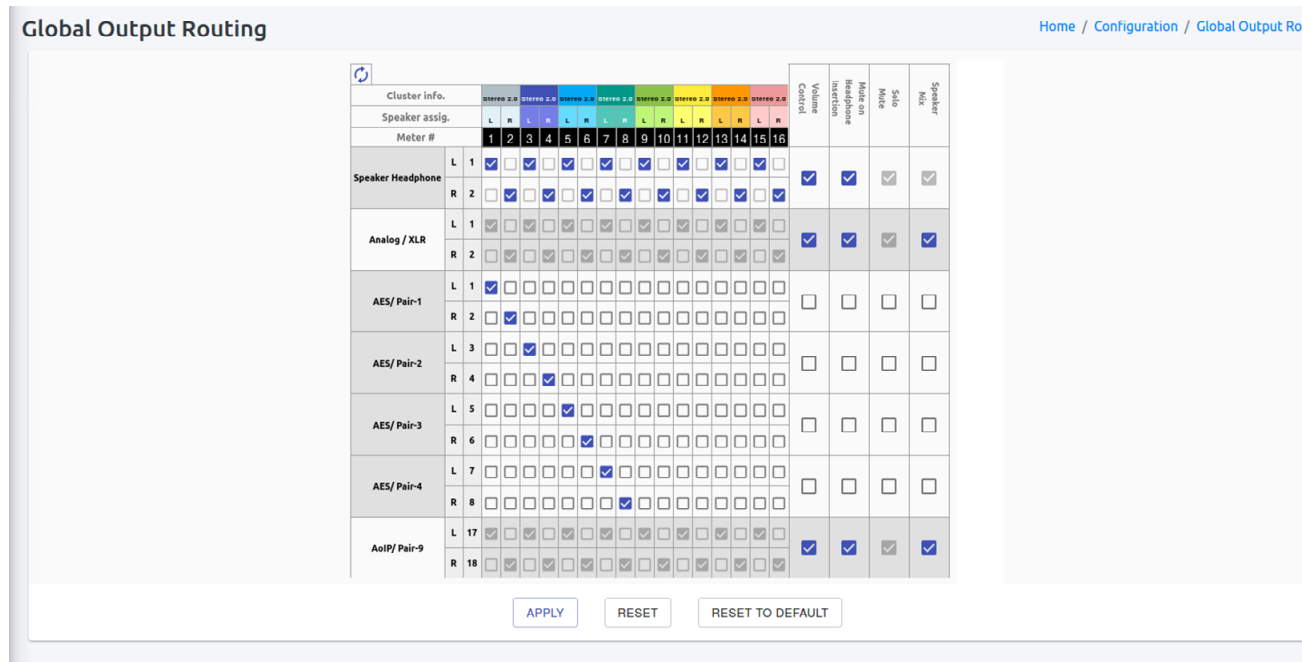 Global Output Routing
Home / Configuration / Global Output Ro
Cluster info. Stereo 2.0 Stereo 2.0 Stereo 2.0 Stereo 2.0 Stereo 2.0 Stereo 2.0 Stereo 2.0 Stereo 2.0
Volume Control
Mute on Headphone insertion
Solo Mute
Speaker Mix
Speaker assig. L R L R L R L R L R L R L R L R
Meter # 1 2 3 4 5 6 7 8 9 10 11 12 13 14 15 16
Speaker Headphone
L 1
R 2
Analog / XLR
L 1
R 2
AES/ Pair-1
L 1
R 2
AES/ Pair-2
L 3
R 4
AES/ Pair-3
L 5
R 6
AES/ Pair-4
L 7
R 8
AoIP/ Pair-9
L 17
R 18
APPLY RESET RESET TO DEFAULT